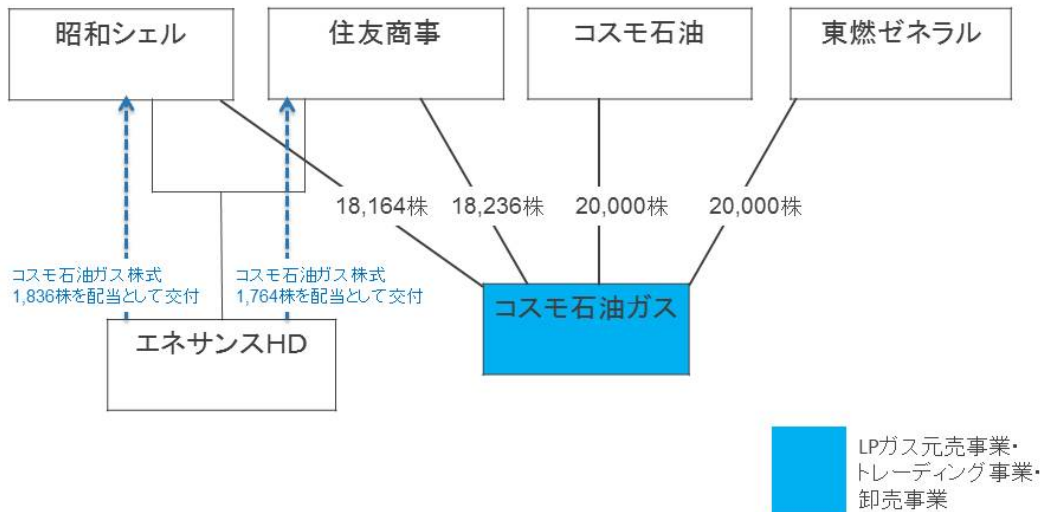 昭和シェル
住友商事
コスモ石油
東燃ゼネラル
18,164株
18,236株
20,000株
20,000株
コスモ石油ガス株式
1,836株を配当として交付
コスモ石油ガス株式
1,764株を配当として交付
コスモ石油ガス
エネサンスHD
LPガス元売事業・
トレーディング事業・
卸売事業